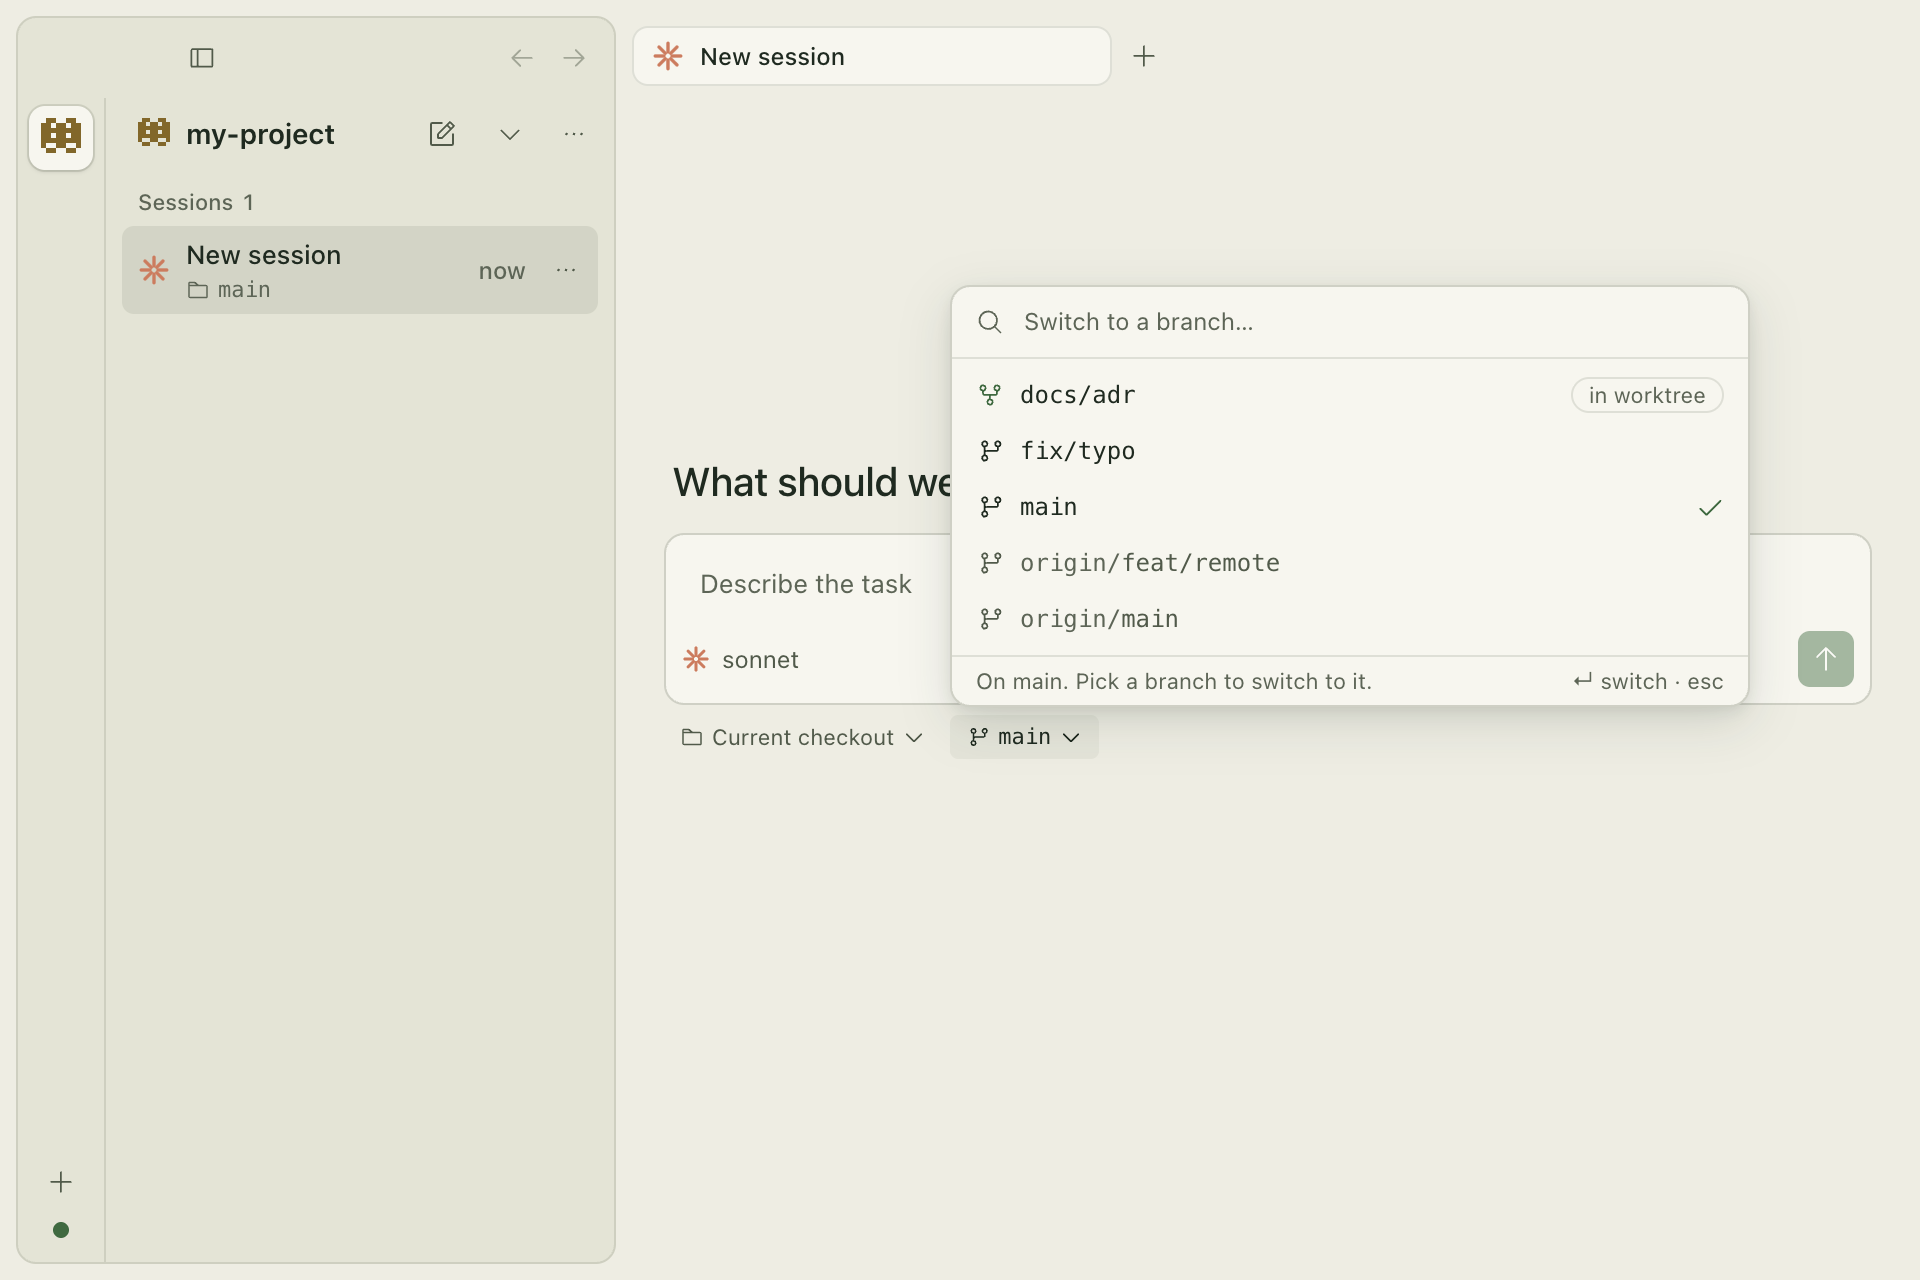 New session
my-project
Sessions 1
New session
main
now
Switch to a branch...
docs/adr
in worktree
fix/typo
main
origin/feat/remote
origin/main
On main. Pick a branch to switch to it.
switch · esc
What should we
Describe the task
sonnet
Current checkout
main